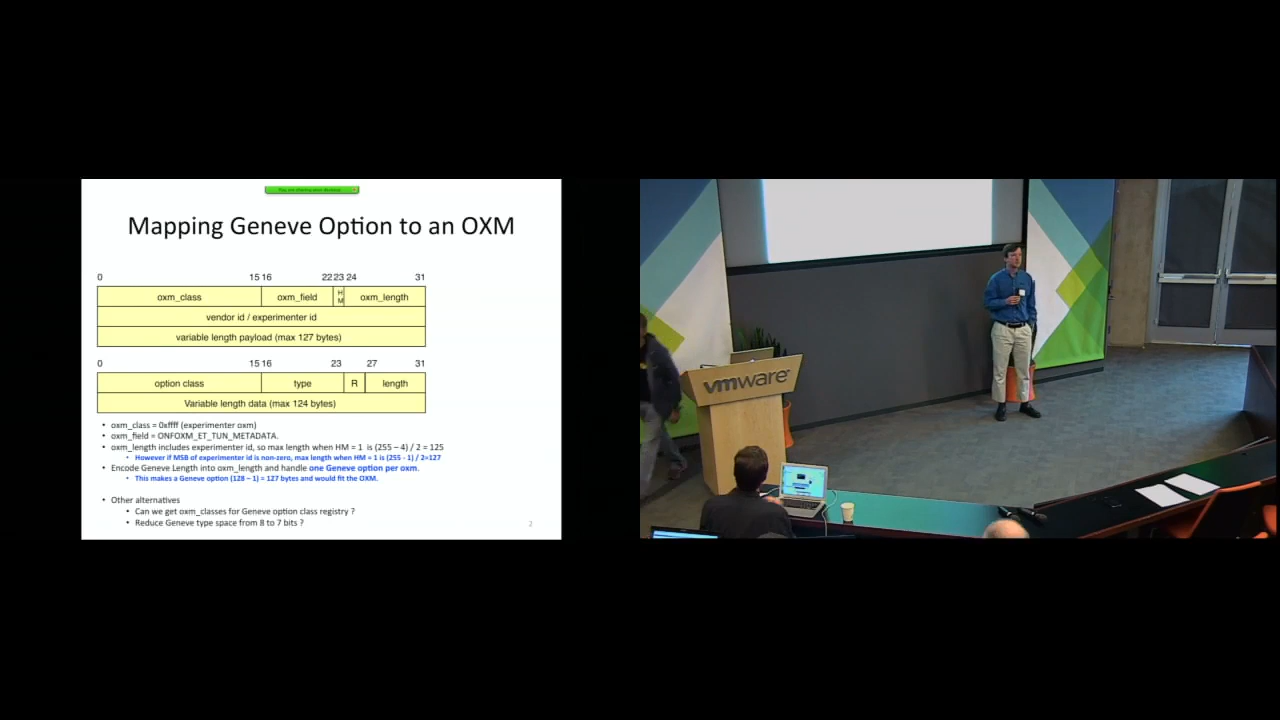 Mapping Geneve Option to an OXM
0 15 16 22 23 24 31
oxm_class oxm_field H M oxm_length
vendor id / experimenter id
variable length payload (max 127 bytes)
0 15 16 23 27 31
option class type R length
Variable length data (max 124 bytes)
• oxm_class = 0xffff (experimenter oxm)
• oxm_field = ONFOXM_ET_TUN_METADATA.
• oxm_length includes experimenter id, so max length when HM = 1 is (255 – 4) / 2 = 125
• However if MSB of experimenter id is non-zero, max length when HM = 1 is (255 - 1) / 2=127
• Encode Geneve Length into oxm_length and handle one Geneve option per oxm.
• This makes a Geneve option (128 – 1) = 127 bytes and would fit the OXM.
• Other alternatives
• Can we get oxm_classes for Geneve option class registry ?
• Reduce Geneve type space from 8 to 7 bits ?
2
vmware